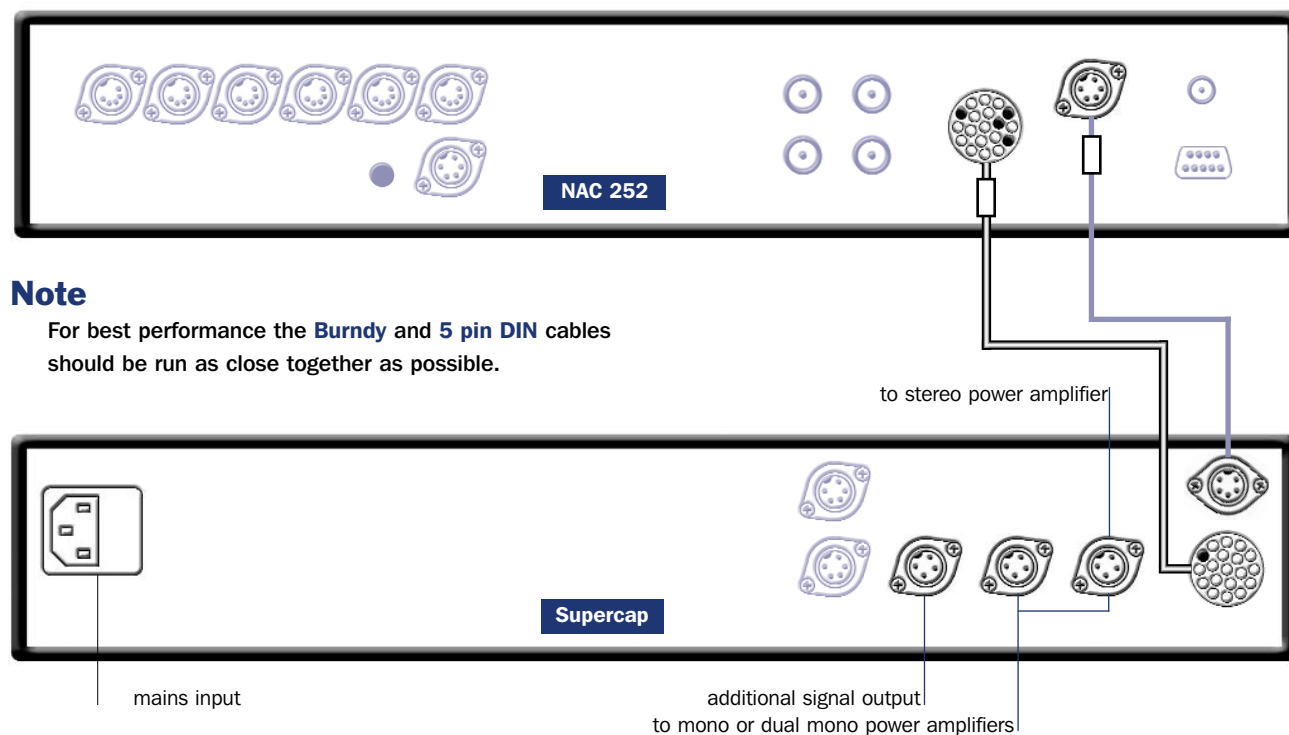 NAC 252
Note
For best performance the Burndy and 5 pin DIN cables
should be run as close together as possible.
to stereo power amplifier
Supercap
mains input
additional signal output
to mono or dual mono power amplifiers